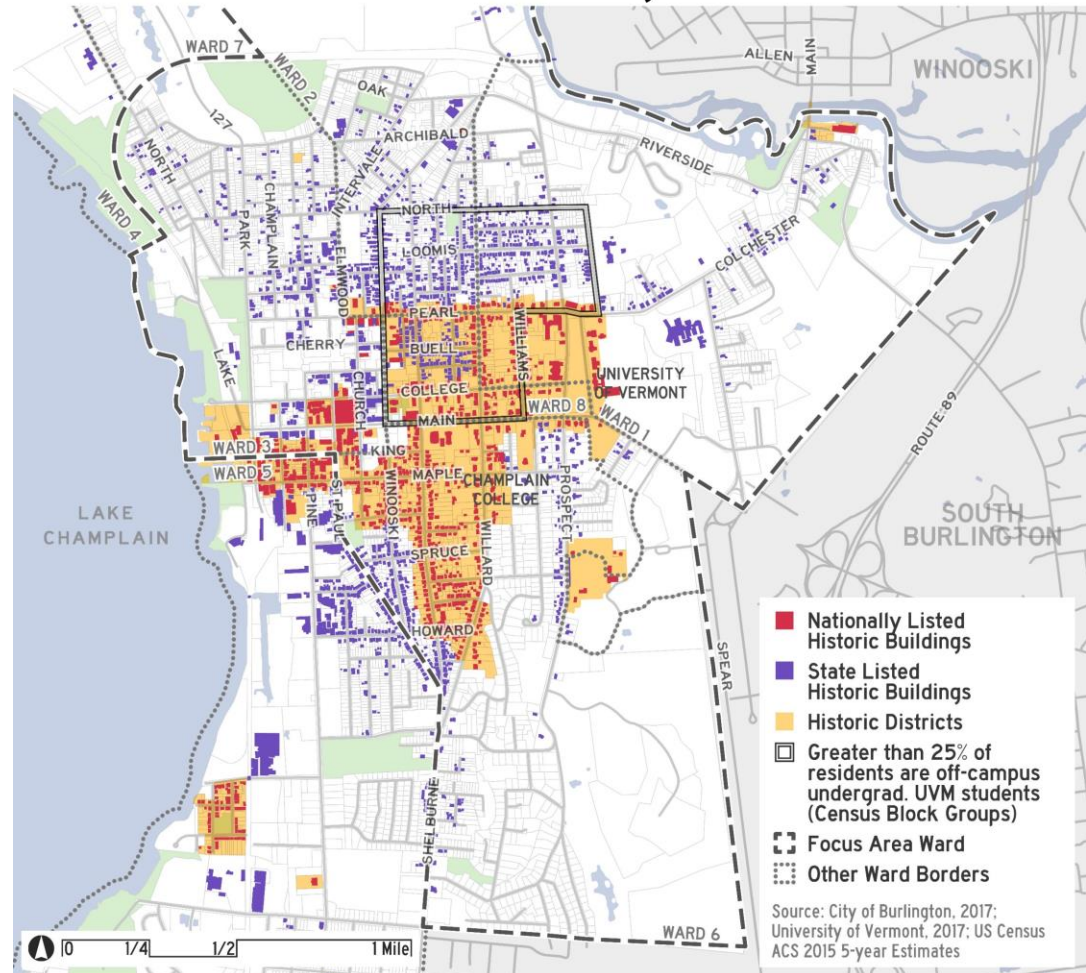 WARD 7
WARD 2
OAK
ALLEN
MAIN
WINOOSKI
127
ARCHIBALD
INTERVALE
RIVERSIDE
NORTH
WARD 4
PARK
CHAMPLAIN
ELMWOOD
NORTH
LOOMIS
COLCHESTER
PEARL
WILLIAMS
CHERRY
BUELL
LAKE
CHURCH
COLLEGE
UNIVERSITY
OF VERMONT
MAIN
WARD 8
WARD 1
ROUTE 89
WARD 3
KING
WARD 5
MAPLE
CHAMPLAIN
COLLEGE
PINE
ST PAUL
WINOOSKI
PROSPECT
LAKE
CHAMPLAIN
SOUTH
BURLINGTON
SPRUCE
WILLARD
HOWARD
SPEAR
SHELBURNE
WARD 6
Nationally Listed
Historic Buildings
State Listed
Historic Buildings
Historic Districts
Greater than 25% of
residents are off-campus
undergrad. UVM students
(Census Block Groups)
Focus Area Ward
Other Ward Borders
Source: City of Burlington, 2017;
University of Vermont, 2017; US Census
ACS 2015 5-year Estimates
0 1/4 1/2 1 Mile